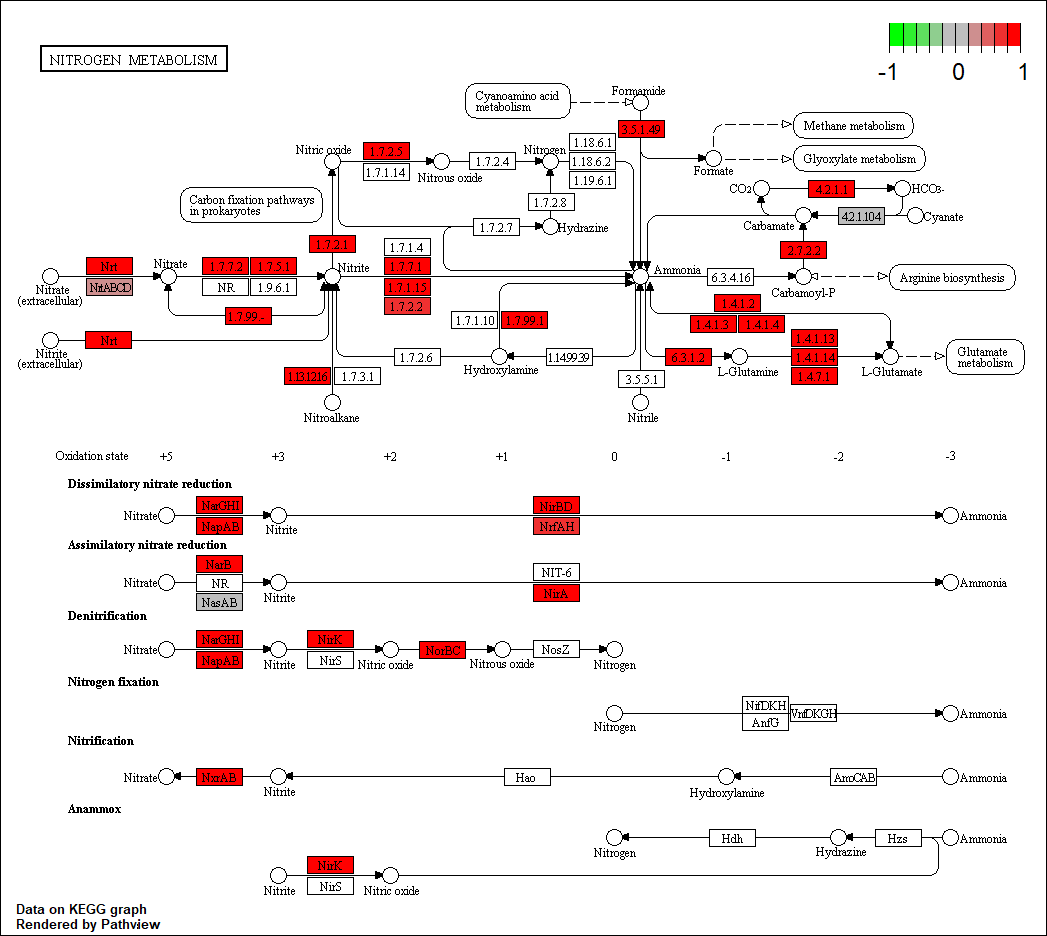 NITROGEN METABOLISM
-1 0 1
Cyanoamino acid
metabolism
Formamide
3.5.1.49
Methane metabolism
Glyoxylate metabolism
Formate
Nitric oxide
1.7.2.5
1.7.1.14
Nitrous oxide
1.7.2.4
Nitrogen
1.18.6.1
1.18.6.2
1.19.6.1
CO2
4.2.1.1
HCO3-
Carbon fixation pathways
in prokaryotes
1.7.2.8
1.7.2.7
Hydrazine
Carbamate
4.2.1.104
Cyanate
1.7.2.1
2.7.2.2
Nitrate
(extracellular)
Nrt
NrtABCD
Nitrate
1.7.7.2
1.7.5.1
NR
1.9.6.1
Nitrite
1.7.1.4
1.7.7.1
1.7.1.15
1.7.2.2
Ammonia
6.3.4.16
Carbamoyl-P
Arginine biosynthesis
1.7.99.-
1.4.1.2
1.4.1.3
1.4.1.4
Nitrite
(extracellular)
Nrt
1.7.1.10
1.7.99.1
1.7.2.6
Hydroxylamine
1.14.99.39
6.3.1.2
L-Glutamine
1.4.1.13
1.4.1.14
1.4.7.1
L-Glutamate
Glutamate
metabolism
1.13.12.16
1.7.3.1
3.5.5.1
Nitroalkane
Nitrile
Oxidation state +5 +3 +2 +1 0 -1 -2 -3
Dissimilatory nitrate reduction
Nitrate
NarGHI
NapAB
Nitrite
NirBD
NrfAH
Ammonia
Assimilatory nitrate reduction
Nitrate
NarB
NR
NasAB
Nitrite
NIT-6
NirA
Ammonia
Denitrification
Nitrate
NarGHI
NapAB
Nitrite
NirK
NirS
Nitric oxide
NorBC
Nitrous oxide
NosZ
Nitrogen
Nitrogen fixation
Nitrogen
NifDKH
AnfG
VnfDKGH
Ammonia
Nitrification
Nitrate
NxrAB
Nitrite
Hao
Hydroxylamine
AmoCAB
Ammonia
Anammox
Nitrogen
Hdh
Hydrazine
Hzs
Ammonia
Nitrite
NirK
NirS
Nitric oxide
Data on KEGG graph
Rendered by Pathview